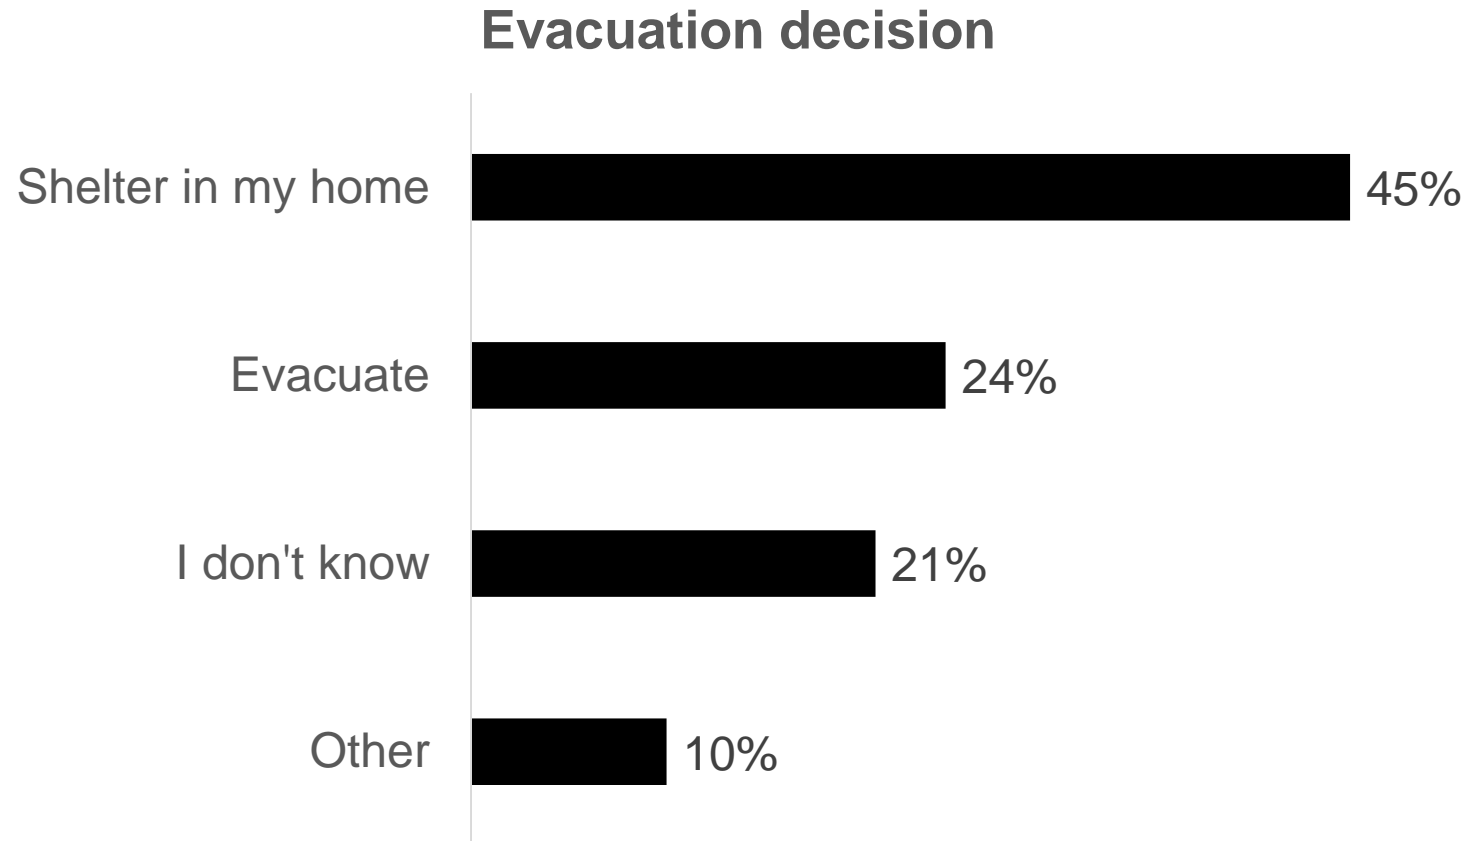 Evacuation decision
Shelter in my home 45%
Evacuate 24%
I don't know 21%
Other 10%